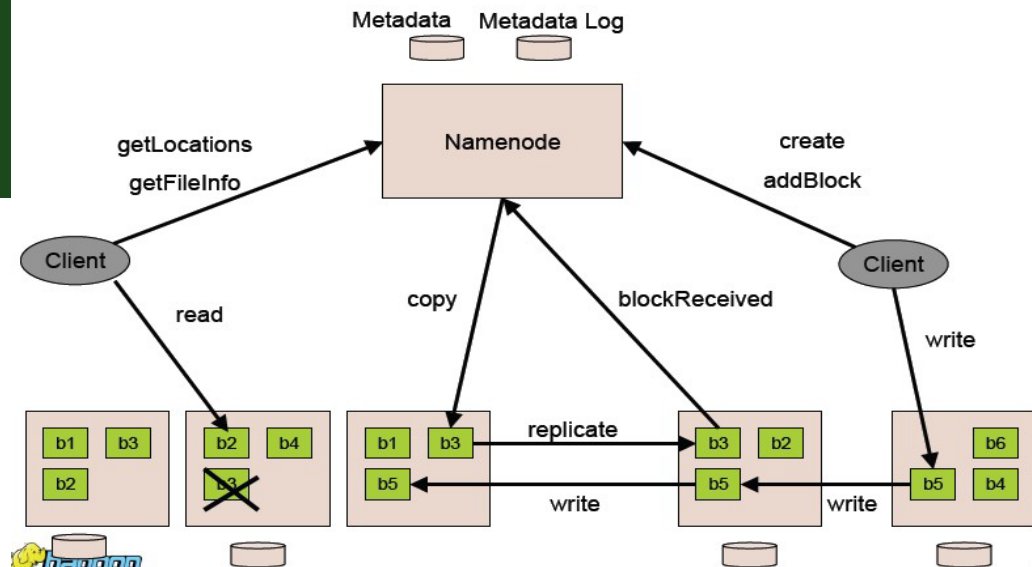 Metadata
Metadata Log
Namenode
getLocations
getFileInfo
create
addBlock
Client
Client
read
copy
blockReceived
write
b1 b3
b2
b2 b4
b3
b1 b3
b5
replicate
write
b3 b2
b5
write
b6
b5 b4